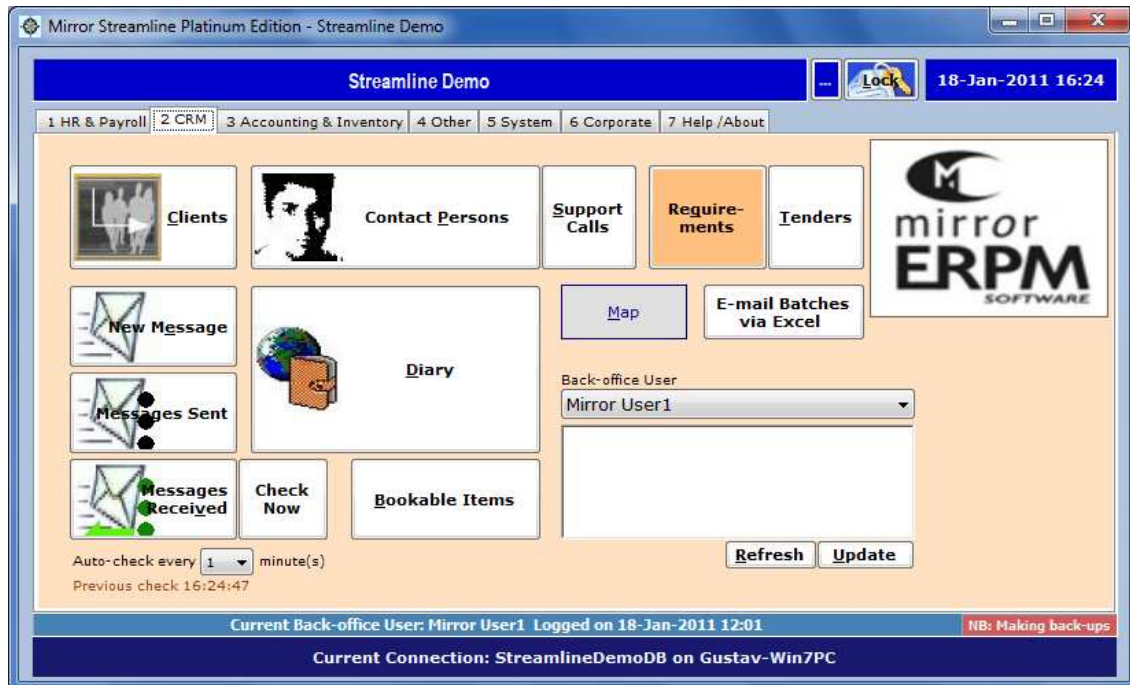 Mirror Streamline Platinum Edition - Streamline Demo
Streamline Demo
...
Lock
18-Jan-2011 16:24
1 HR & Payroll
2 CRM
3 Accounting & Inventory
4 Other
5 System
6 Corporate
7 Help /About
Clients
Contact Persons
Support
Calls
Require-
ments
Tenders
M
mirror
ERPM
SOFTWARE
New Message
Diary
Map
E-mail Batches
via Excel
Messages Sent
Back-office User
Mirror User1
Messages
Received
Check
Now
Bookable Items
Refresh
Update
Auto-check every 1 minute(s)
Previous check 16:24:47
Current Back-office User: Mirror User1 Logged on 18-Jan-2011 12:01
NB: Making back-ups
Current Connection: StreamlineDemoDB on Gustav-Win7PC